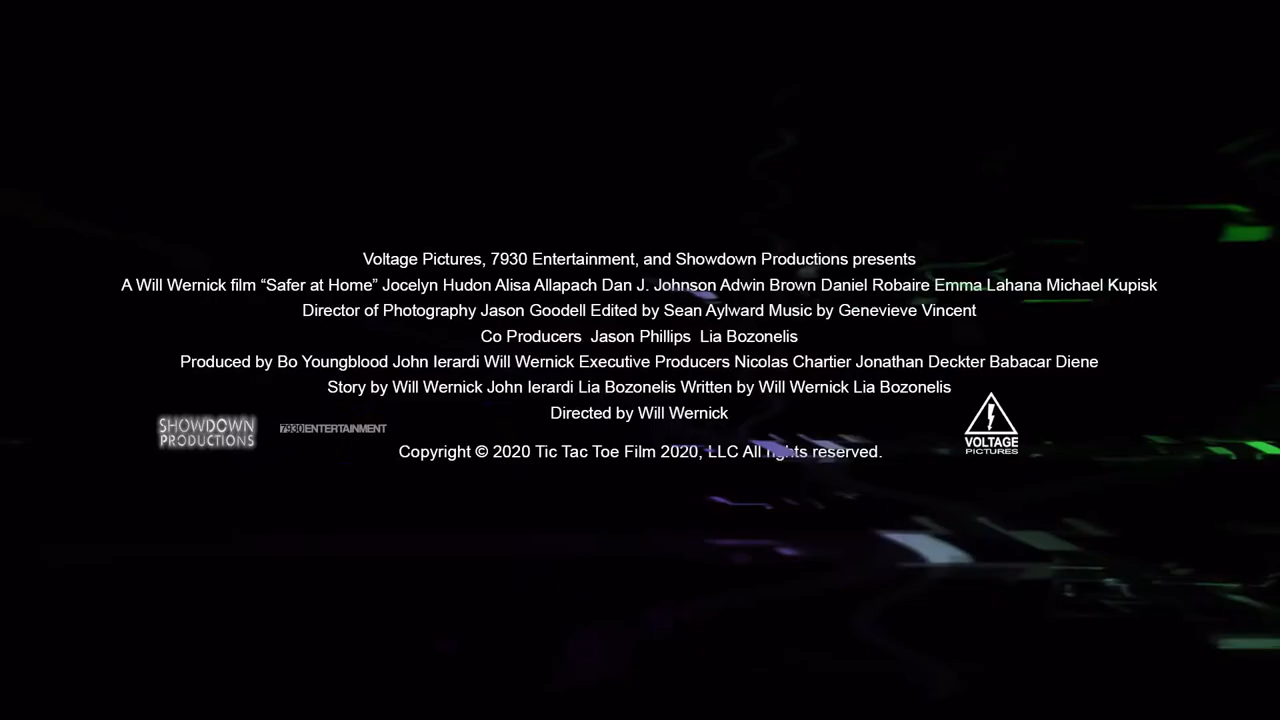 Voltage Pictures, 7930 Entertainment, and Showdown Productions presents
A Will Wernick film “Safer at Home” Jocelyn Hudon Alisa Allapach Dan J. Johnson Adwin Brown Daniel Robaire Emma Lahana Michael Kupisk
Director of Photography Jason Goodell Edited by Sean Aylward Music by Genevieve Vincent
Co Producers  Jason Phillips  Lia Bozonelis
Produced by Bo Youngblood John Ierardi Will Wernick Executive Producers Nicolas Chartier Jonathan Deckter Babacar Diene
Story by Will Wernick John Ierardi Lia Bozonelis Written by Will Wernick Lia Bozonelis
Directed by Will Wernick
SHOWDOWN
PRODUCTIONS
7930 ENTERTAINMENT
VOLTAGE
PICTURES
Copyright © 2020 Tic Tac Toe Film 2020, LLC All rights reserved.